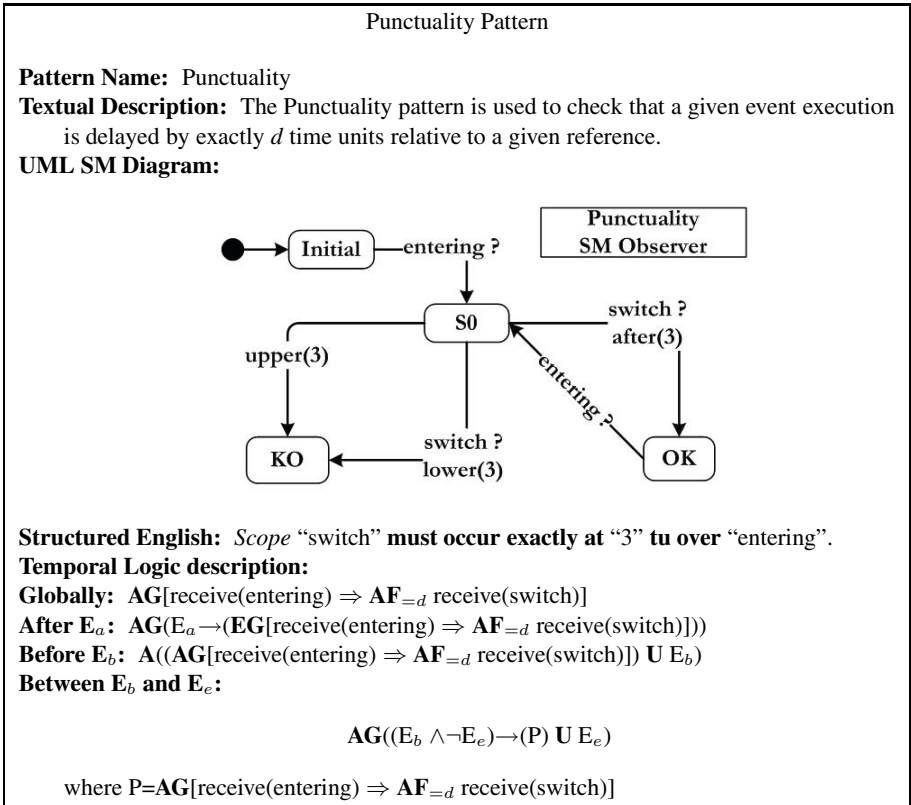 Punctuality Pattern
Pattern Name: Punctuality
Textual Description: The Punctuality pattern is used to check that a given event execution
is delayed by exactly d time units relative to a given reference.
UML SM Diagram:
Punctuality
SM Observer
Initial
entering ?
S0
switch ?
after(3)
upper(3)
entering ?
switch ?
lower(3)
KO
OK
Structured English: Scope “switch” must occur exactly at “3” tu over “entering”.
Temporal Logic description:
Globally: AG[receive(entering) ⇒ AF=d receive(switch)]
After Ea: AG(Ea→(EG[receive(entering) ⇒ AF=d receive(switch)]))
Before Eb: A((AG[receive(entering) ⇒ AF=d receive(switch)]) U Eb)
Between Eb and Ee:
AG((Eb ∧¬Ee)→(P) U Ee)
where P=AG[receive(entering) ⇒ AF=d receive(switch)]